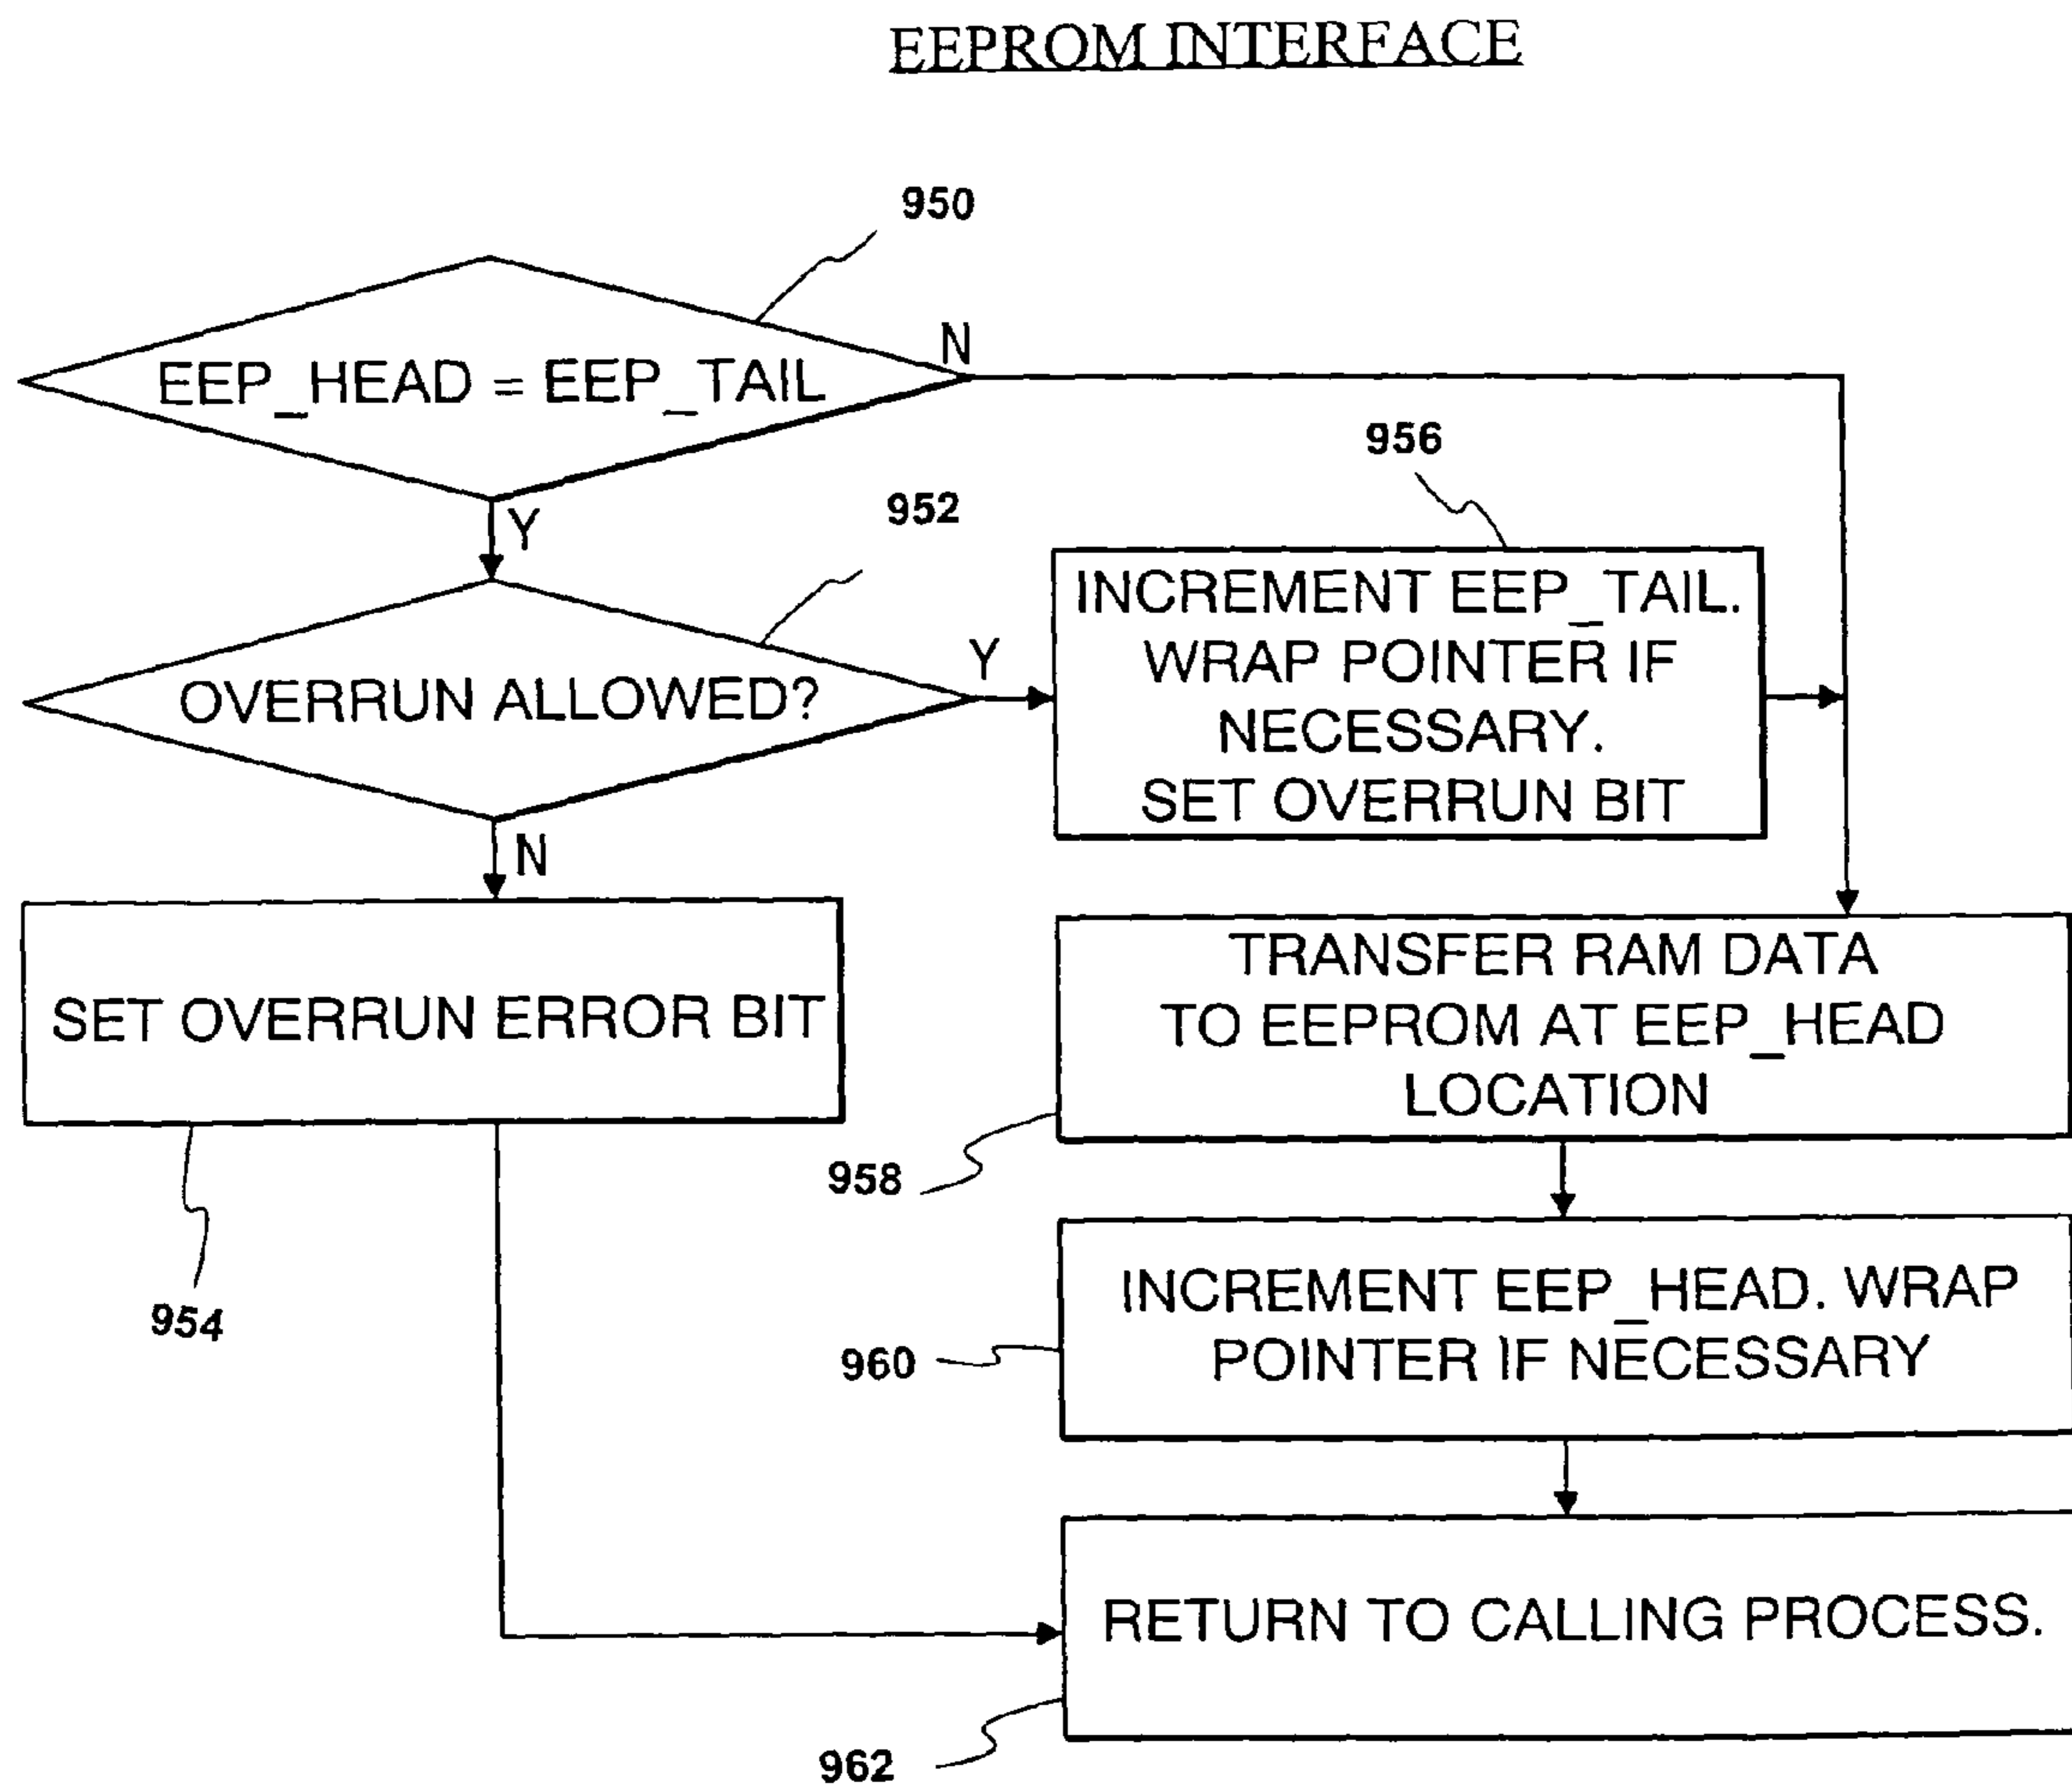 EEPROM INTERFACE
950
EEP_HEAD = EEP_TAIL
N
Y
952
OVERRUN ALLOWED?
Y
N
956
INCREMENT EEP_TAIL.
WRAP POINTER IF
NECESSARY.
SET OVERRUN BIT
SET OVERRUN ERROR BIT
954
TRANSFER RAM DATA
TO EEPROM AT EEP_HEAD
LOCATION
958
INCREMENT EEP_HEAD. WRAP
POINTER IF NECESSARY
960
RETURN TO CALLING PROCESS.
962